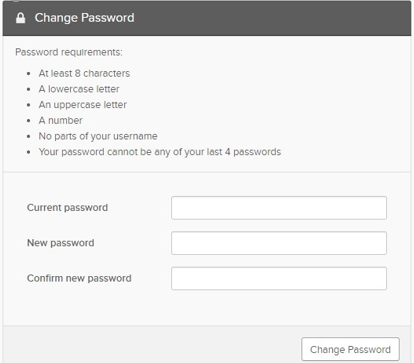 Change Password
Password requirements:
• At least 8 characters
• A lowercase letter
• An uppercase letter
• A number
• No parts of your username
• Your password cannot be any of your last 4 passwords
Current password
New password
Confirm new password
Change Password